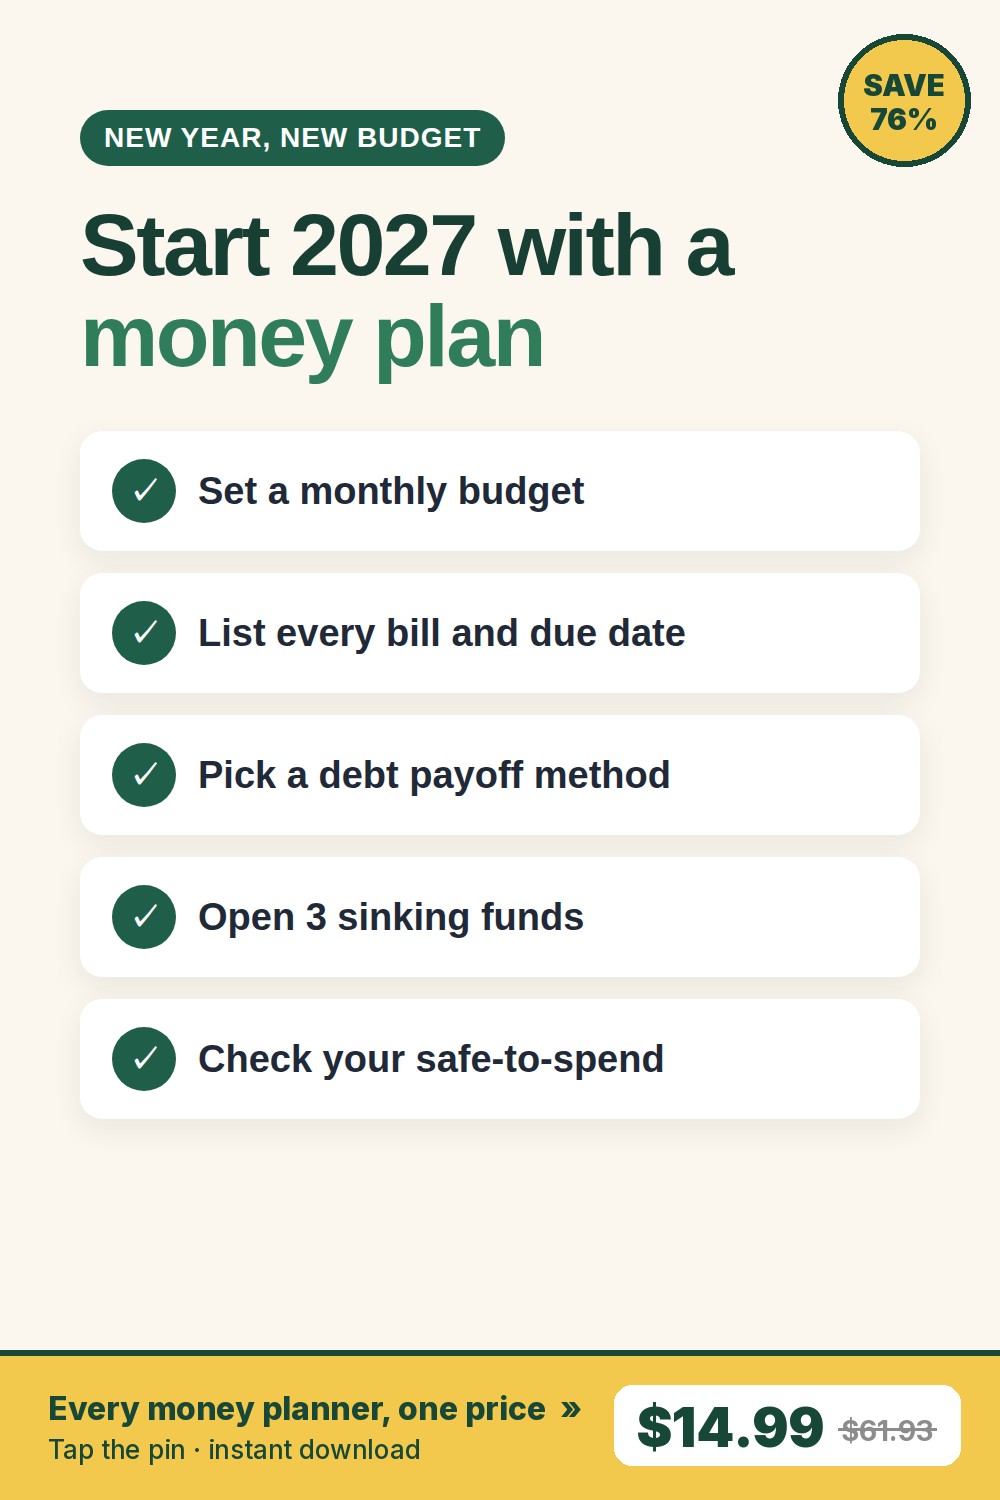 SAVE
76%
NEW YEAR, NEW BUDGET
Start 2027 with a
money plan
✓ Set a monthly budget
✓ List every bill and due date
✓ Pick a debt payoff method
✓ Open 3 sinking funds
✓ Check your safe-to-spend
Every money planner, one price »
Tap the pin · instant download
$14.99 $61.93